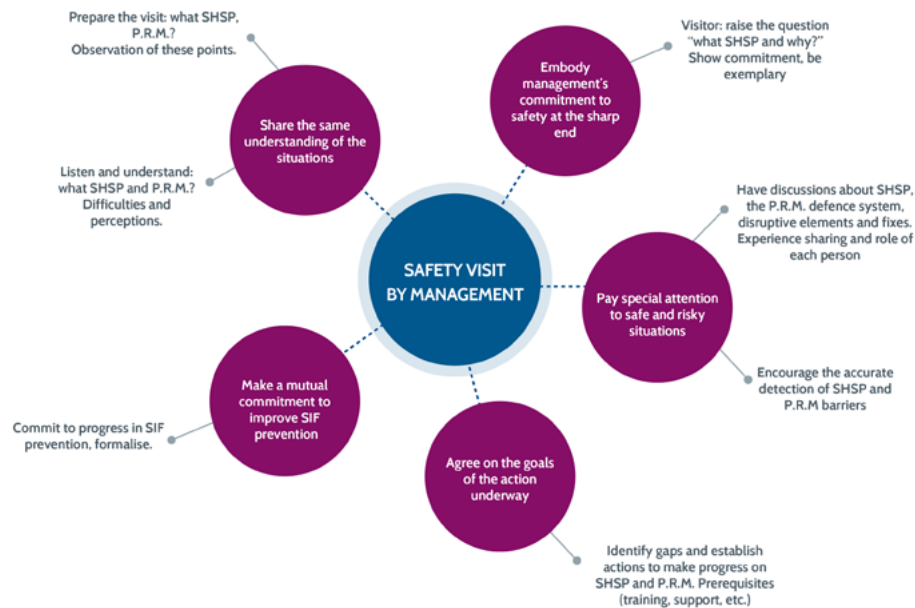 Prepare the visit: what SHSP,
P.R.M.?
Observation of these points.
Share the same
understanding of the
situations
Listen and understand:
what SHSP and P.R.M.?
Difficulties and
perceptions.
Visitor: raise the question
“what SHSP and why?”
Show commitment, be
exemplary
Embody
management's
commitment to
safety at the sharp
end
SAFETY VISIT
BY MANAGEMENT
Have discussions about SHSP,
the P.R.M. defence system,
disruptive elements and fixes.
Experience sharing and role of
each person
Pay special attention
to safe and risky
situations
Encourage the accurate
detection of SHSP and
P.R.M barriers
Make a mutual
commitment to
improve SIF
prevention
Commit to progress in SIF
prevention, formalise.
Agree on the goals
of the action
underway
Identify gaps and establish
actions to make progress on
SHSP and P.R.M. Prerequisites
(training, support, etc.)